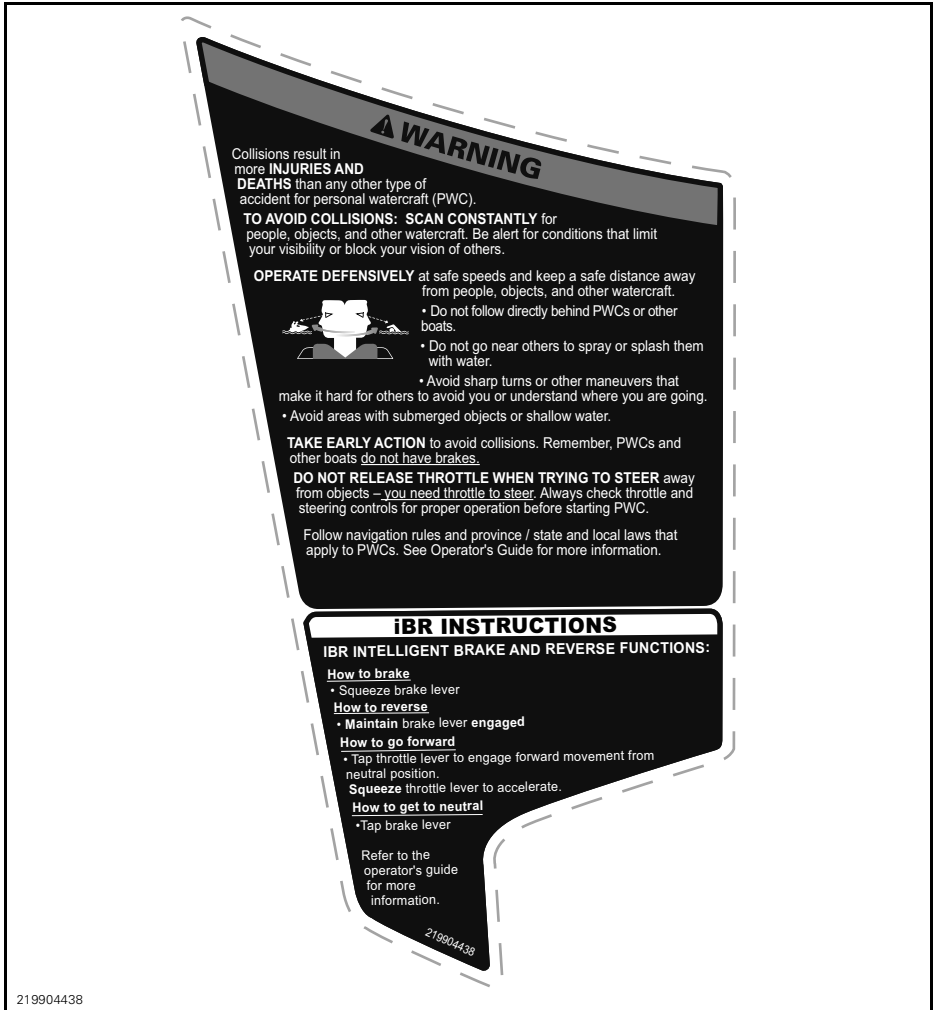 WARNING
Collisions result in
more INJURIES AND
DEATHS than any other type of
accident for personal watercraft (PWC).
TO AVOID COLLISIONS: SCAN CONSTANTLY for
people, objects, and other watercraft. Be alert for conditions that limit
your visibility or block your vision of others.
OPERATE DEFENSIVELY at safe speeds and keep a safe distance away
from people, objects, and other watercraft.
• Do not follow directly behind PWCs or other
boats.
• Do not go near others to spray or splash them
with water.
• Avoid sharp turns or other maneuvers that
make it hard for others to avoid you or understand where you are going.
• Avoid areas with submerged objects or shallow water.
TAKE EARLY ACTION to avoid collisions. Remember, PWCs and
other boats do not have brakes.
DO NOT RELEASE THROTTLE WHEN TRYING TO STEER away
from objects – you need throttle to steer. Always check throttle and
steering controls for proper operation before starting PWC.
Follow navigation rules and province / state and local laws that
apply to PWCs. See Operator's Guide for more information.
iBR INSTRUCTIONS
IBR INTELLIGENT BRAKE AND REVERSE FUNCTIONS:
How to brake
• Squeeze brake lever
How to reverse
• Maintain brake lever engaged
How to go forward
• Tap throttle lever to engage forward movement from
neutral position.
Squeeze throttle lever to accelerate.
How to get to neutral
•Tap brake lever
Refer to the
operator's guide
for more
information.
219904438
219904438